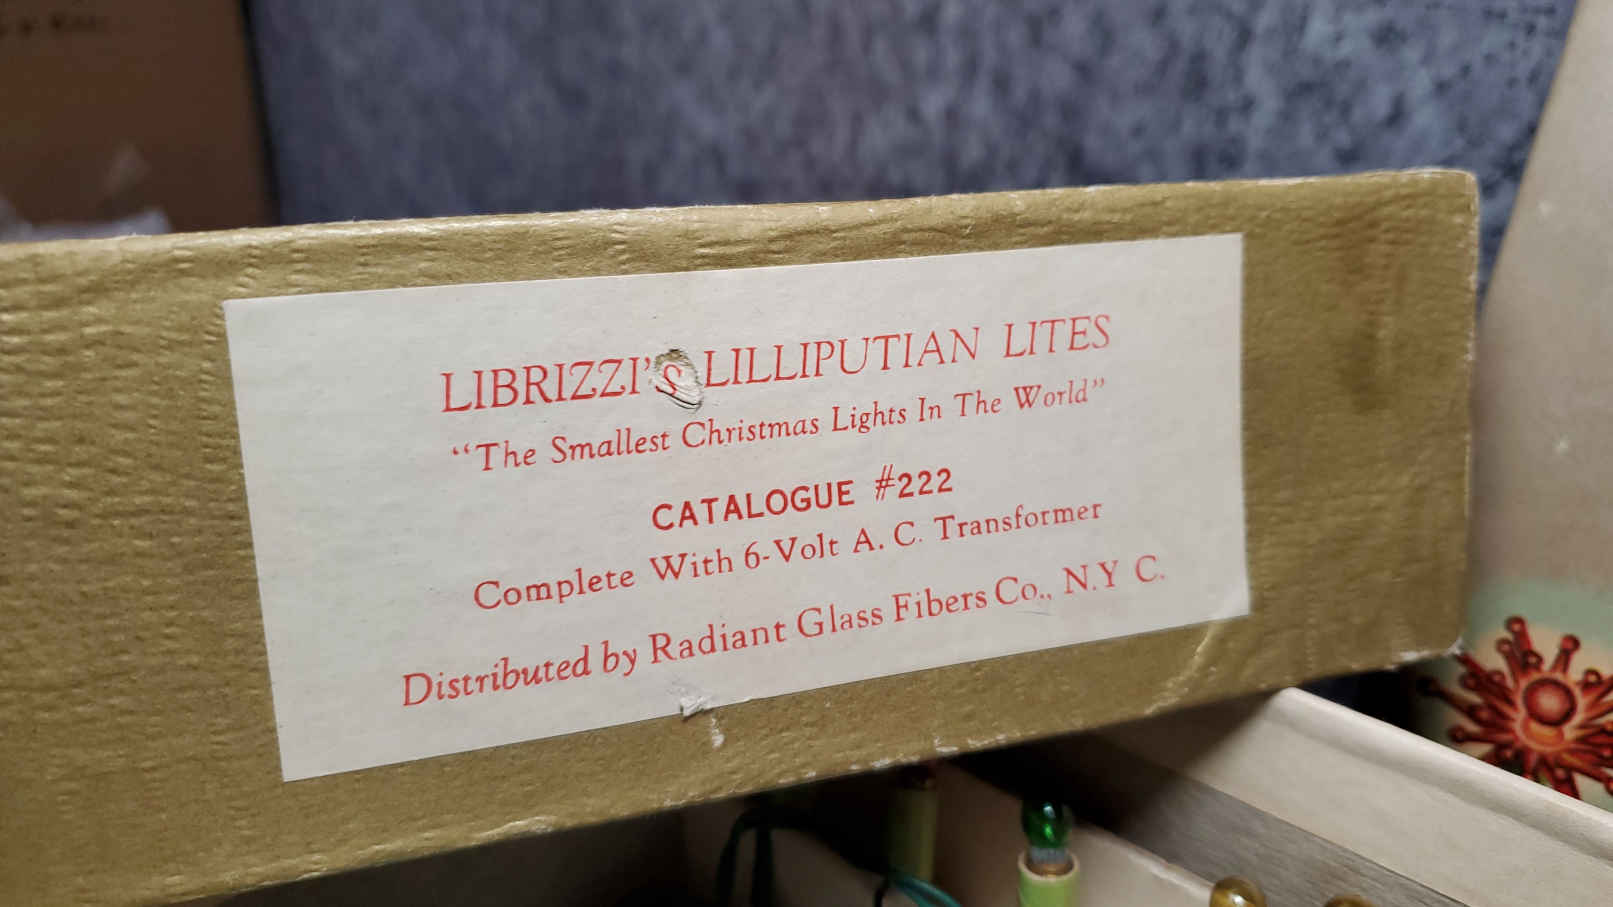 LIBRIZZI'S LILLIPUTIAN LITES
“The Smallest Christmas Lights In The World”
CATALOGUE #222
Complete With 6-Volt A. C. Transformer
Distributed by Radiant Glass Fibers Co., N.Y C.